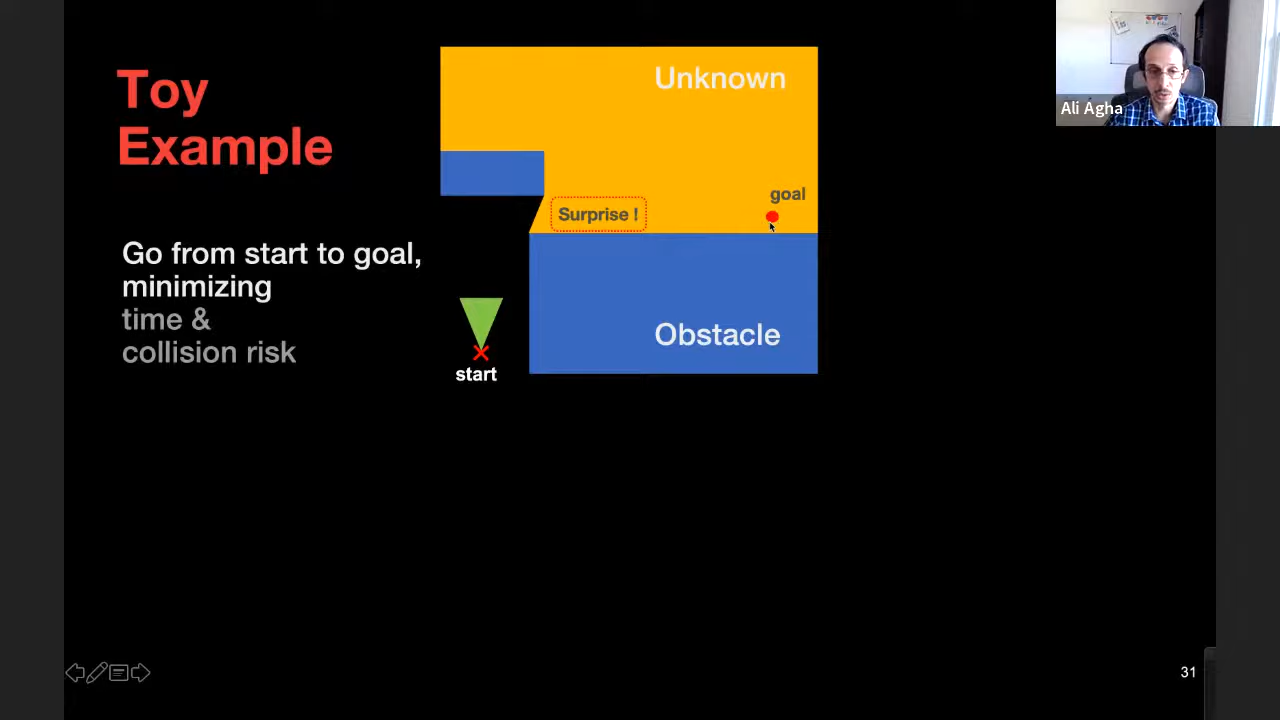 Toy
Example
Go from start to goal,
minimizing
time &
collision risk
Unknown
goal
Surprise !
Obstacle
start
Ali Agha
31